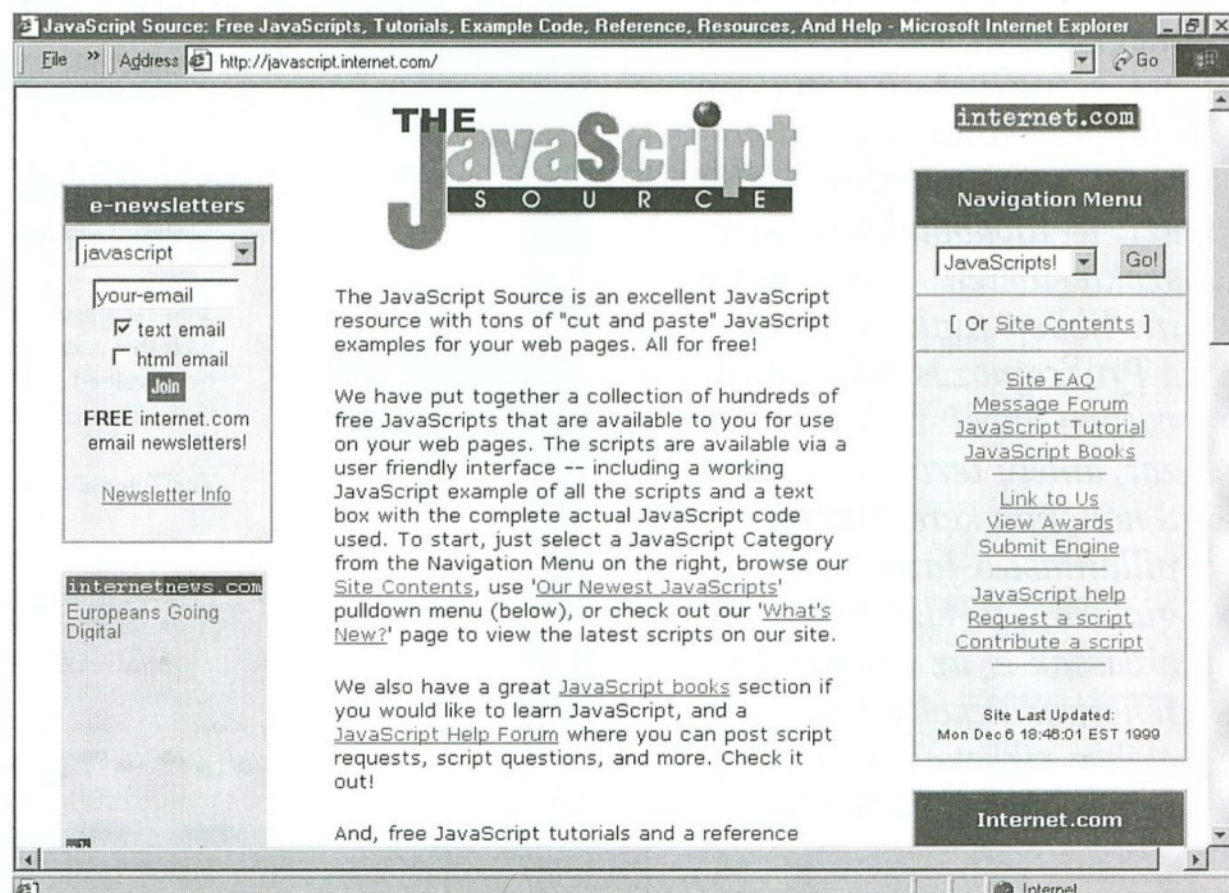 JavaScript Source: Free JavaScripts, Tutorials, Example Code, Reference, Resources, And Help - Microsoft Internet Explorer
File » Address http://javascript.internet.com/ Go
e-newsletters
javascript
your-email
text email
html email
Join
FREE internet.com
email newsletters!
Newsletter Info
internetnews.com
Europeans Going
Digital
THE
JavaScript
SOURCE
The JavaScript Source is an excellent JavaScript
resource with tons of "cut and paste" JavaScript
examples for your web pages. All for free!
We have put together a collection of hundreds of
free JavaScripts that are available to you for use
on your web pages. The scripts are available via a
user friendly interface -- including a working
JavaScript example of all the scripts and a text
box with the complete actual JavaScript code
used. To start, just select a JavaScript Category
from the Navigation Menu on the right, browse our
Site Contents, use 'Our Newest JavaScripts'
pulldown menu (below), or check out our 'What's
New?' page to view the latest scripts on our site.
We also have a great JavaScript books section if
you would like to learn JavaScript, and a
JavaScript Help Forum where you can post script
requests, script questions, and more. Check it
out!
And, free JavaScript tutorials and a reference
internet.com
Navigation Menu
JavaScripts! Go!
[ Or Site Contents ]
Site FAQ
Message Forum
JavaScript Tutorial
JavaScript Books
Link to Us
View Awards
Submit Engine
JavaScript help
Request a script
Contribute a script
Site Last Updated:
Mon Dec 6 18:46:01 EST 1999
Internet.com
Internet